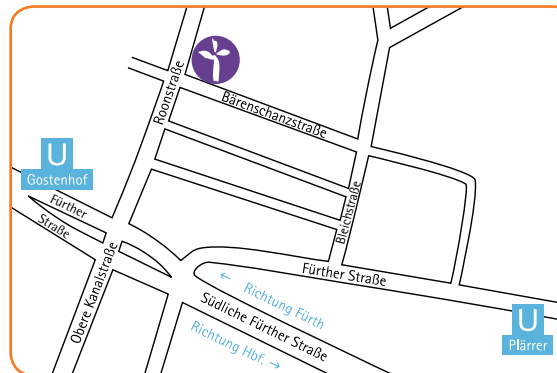 Roonstraße
Bärenschanzstraße
U
Gostenhof
Fürther
Straße
Bleichstraße
Obere Kanalstraße
Fürther Straße
← Richtung Fürth
Südliche Fürther Straße
Richtung Hbf. →
U
Plärrer